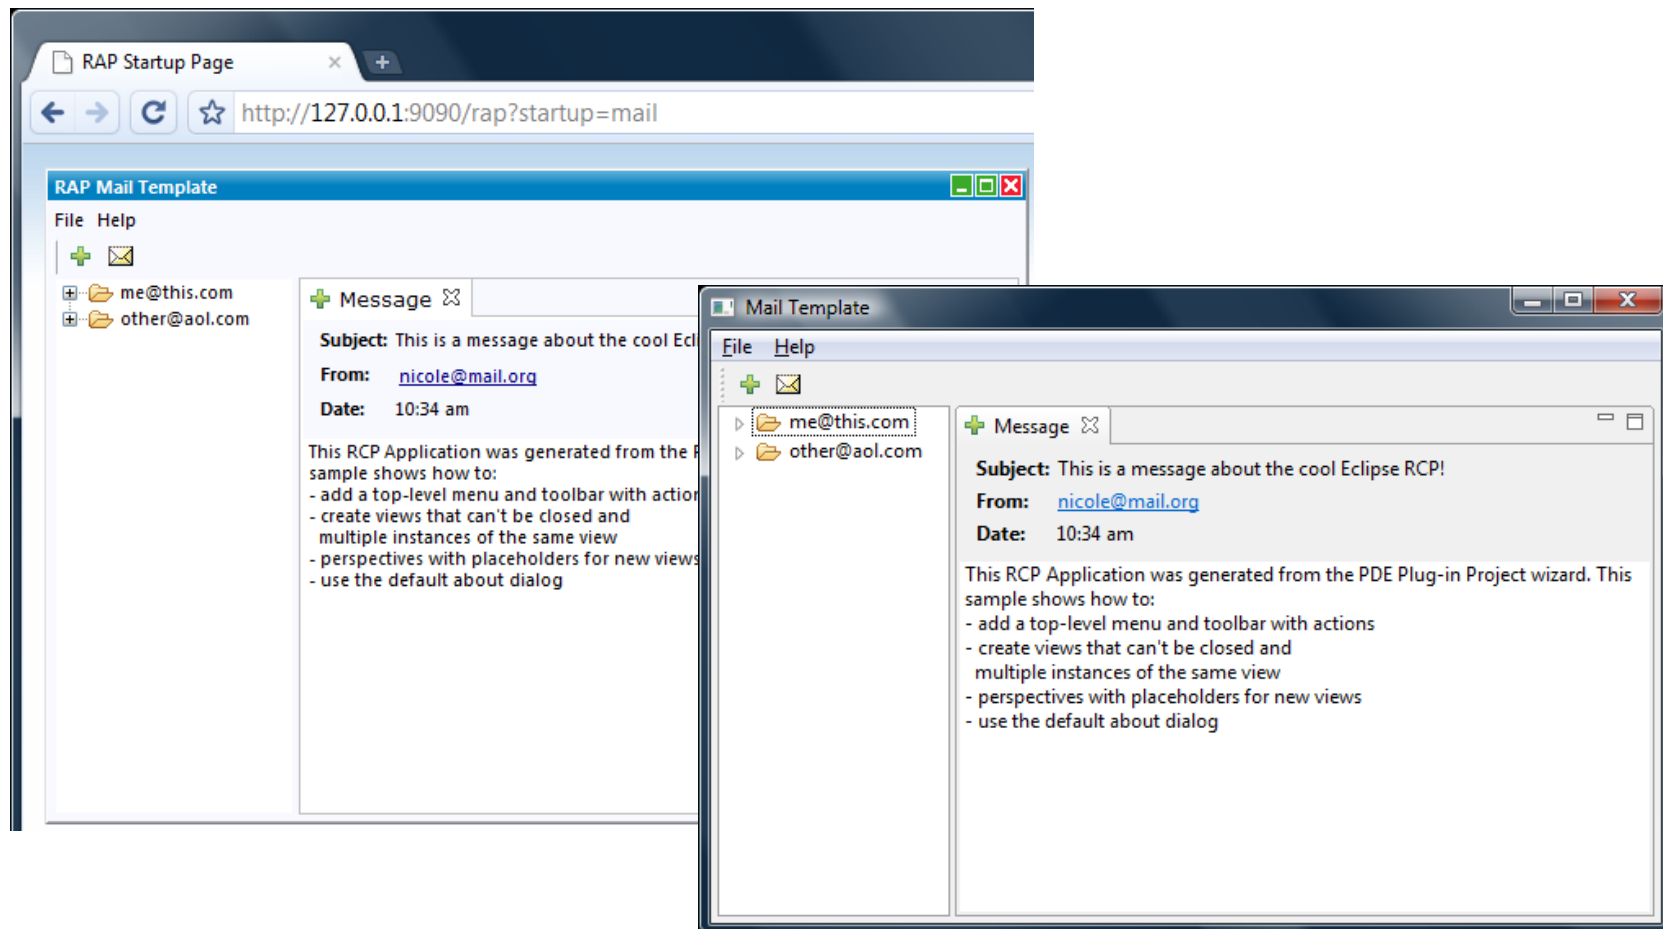 RAP Startup Page
http://127.0.0.1:9090/rap?startup=mail
RAP Mail Template
File Help
me@this.com
other@aol.com
Message
Subject: This is a message about the cool Ecl
From: nicole@mail.org
Date: 10:34 am
This RCP Application was generated from the
sample shows how to:
- add a top-level menu and toolbar with action
- create views that can't be closed and
multiple instances of the same view
- perspectives with placeholders for new views
- use the default about dialog
Mail Template
File Help
me@this.com
other@aol.com
Message
Subject: This is a message about the cool Eclipse RCP!
From: nicole@mail.org
Date: 10:34 am
This RCP Application was generated from the PDE Plug-in Project wizard. This
sample shows how to:
- add a top-level menu and toolbar with actions
- create views that can't be closed and
multiple instances of the same view
- perspectives with placeholders for new views
- use the default about dialog